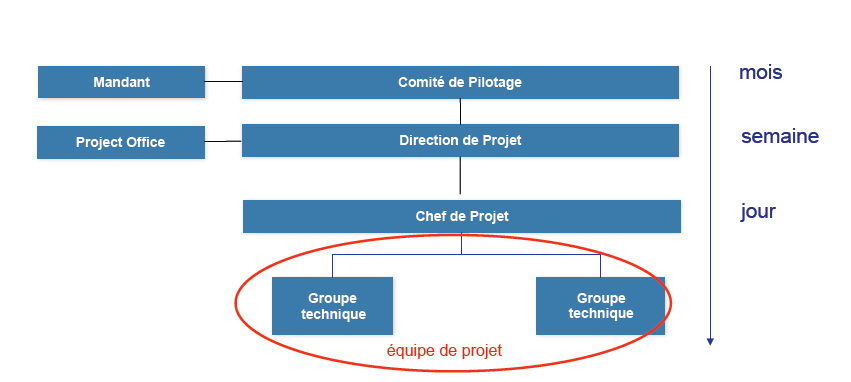 Mandant
Comité de Pilotage
mois
Project Office
Direction de Projet
semaine
Chef de Projet
jour
Groupe
technique
Groupe
technique
équipe de projet